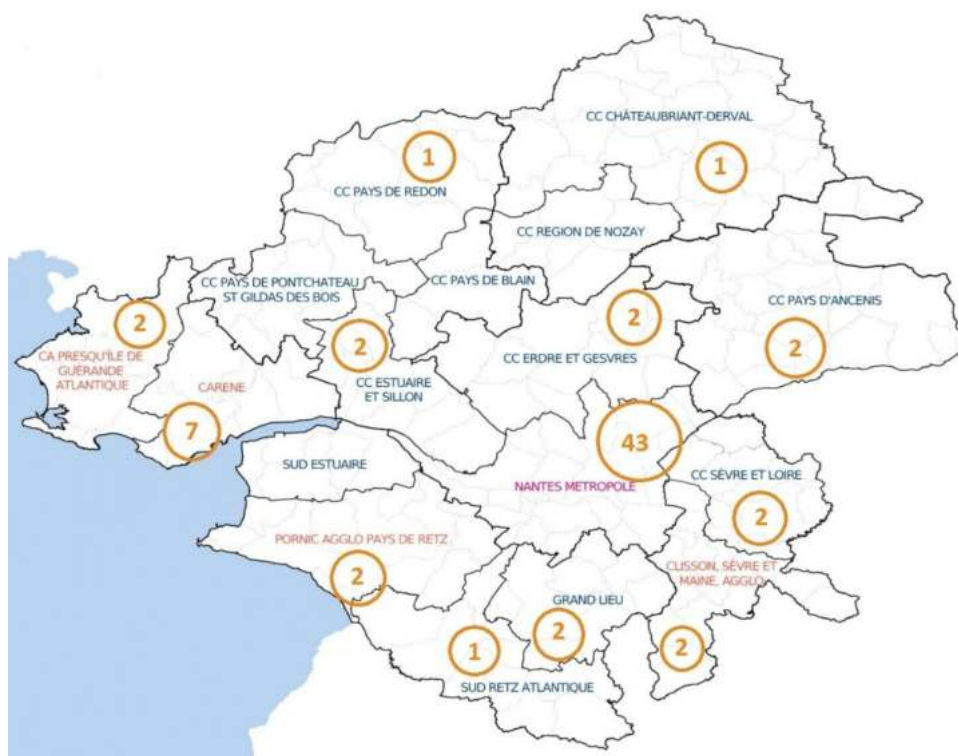 CC CHÂTEAUBRIANT-DERVAL
1
1
CC PAYS DE REDON
CC REGION DE NOZAY
CC PAYS DE PONTCHATEAU
ST GILDAS DES BOIS
CC PAYS DE BLAIN
CC PAYS D'ANCENIS
2
2
2
2
CC ERDRE ET GESVRES
CA PRESQU'ÎLE DE
GUÉRANDE
ATLANTIQUE
CARENE
CC ESTUAIRE
ET SILLON
7
43
SUD ESTUAIRE
CC SÈVRE ET LOIRE
NANTES METROPOLE
2
PORNIC AGGLO PAYS DE RETZ
2
CLISSON, SÈVRE ET
MAINE, AGGLO
GRAND LIEU
2
1
2
SUD RETZ ATLANTIQUE